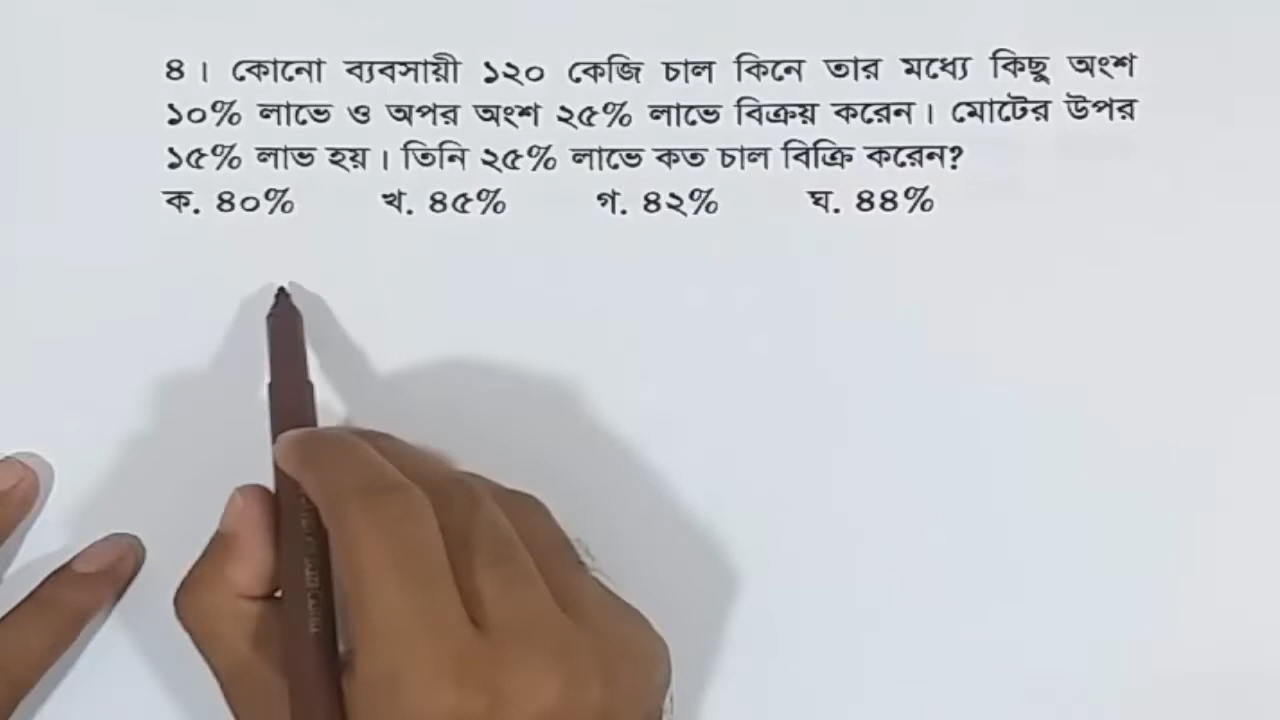 ৪। কোনো ব্যবসায়ী ১২০ কেজি চাল কিনে তার মধ্যে কিছু অংশ
১০% লাভে ও অপর অংশ ২৫% লাভে বিক্রয় করেন। মোটের উপর
১৫% লাভ হয়। তিনি ২৫% লাভে কত চাল বিক্রি করেন?
ক. ৪০% খ. ৪৫% গ. ৪২% ঘ. ৪৪%